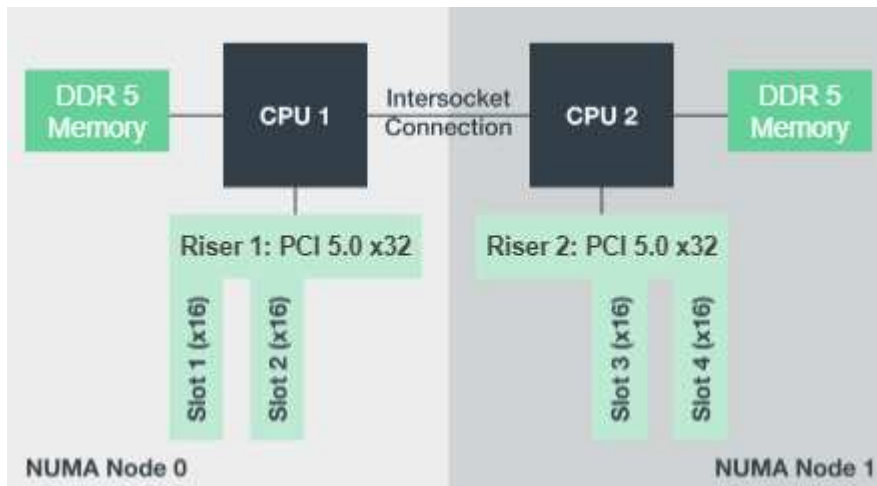 DDR 5
Memory
CPU 1
Intersocket
Connection
CPU 2
DDR 5
Memory
Riser 1: PCI 5.0 x32
Riser 2: PCI 5.0 x32
Slot 1 (x16)
Slot 2 (x16)
Slot 3 (x16)
Slot 4 (x16)
NUMA Node 0
NUMA Node 1